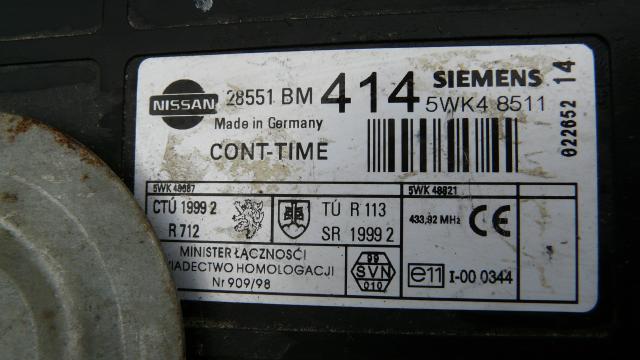 NISSAN 28551 BM 414 SIEMENS 14
Made in Germany 5WK4 8511
CONT-TIME 022652
5WK 48687 5WK 48821
CTÚ 1999 2 TÚ R 113 433,92 MHz CE
R 712 SR 1999 2
MINISTER ŁĄCZNOŚCI 99
IADECTWO HOMOLOGACJI SVN e11 I-00 0344
Nr 909/98 010